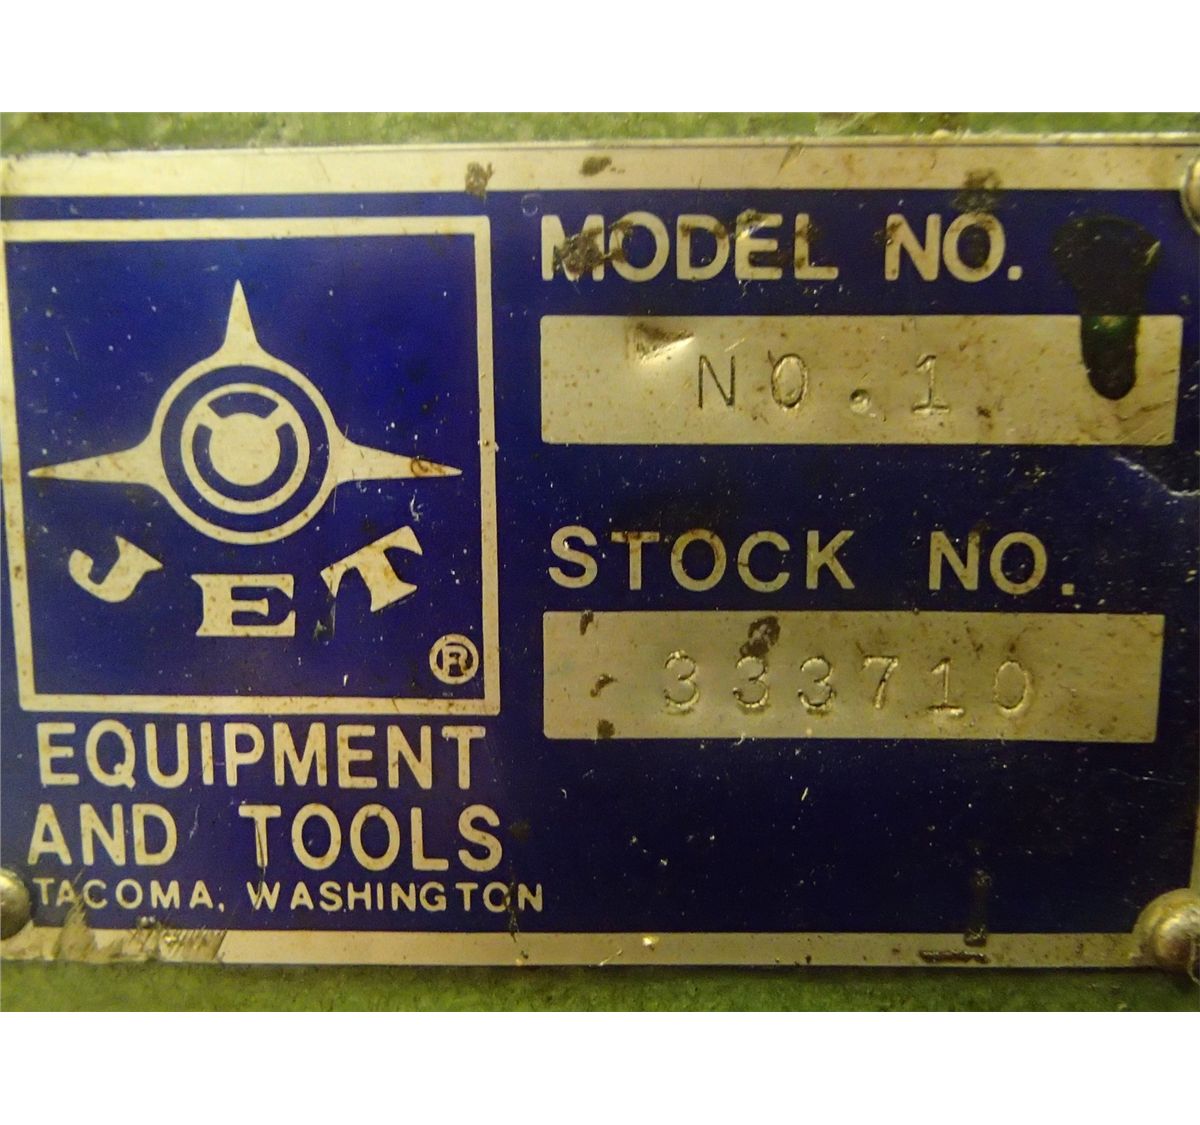 JET
®
EQUIPMENT
AND TOOLS
TACOMA, WASHINGTON
MODEL NO.
NO.1
STOCK NO.
333710